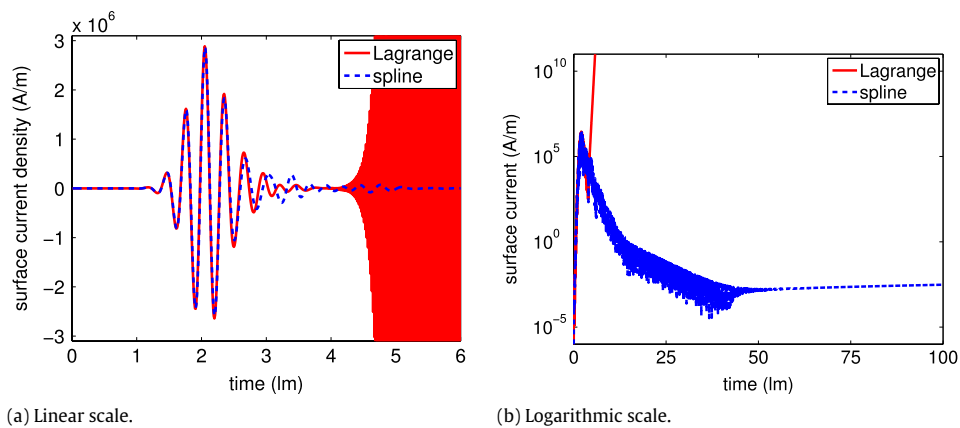 x 10^6
3
2
1
0
−1
−2
−3
surface current density (A/m)
Lagrange
spline
0 1 2 3 4 5 6
time (lm)
(a) Linear scale.
10^10
10^5
10^0
10^−5
surface current (A/m)
Lagrange
spline
0 25 50 75 100
time (lm)
(b) Logarithmic scale.